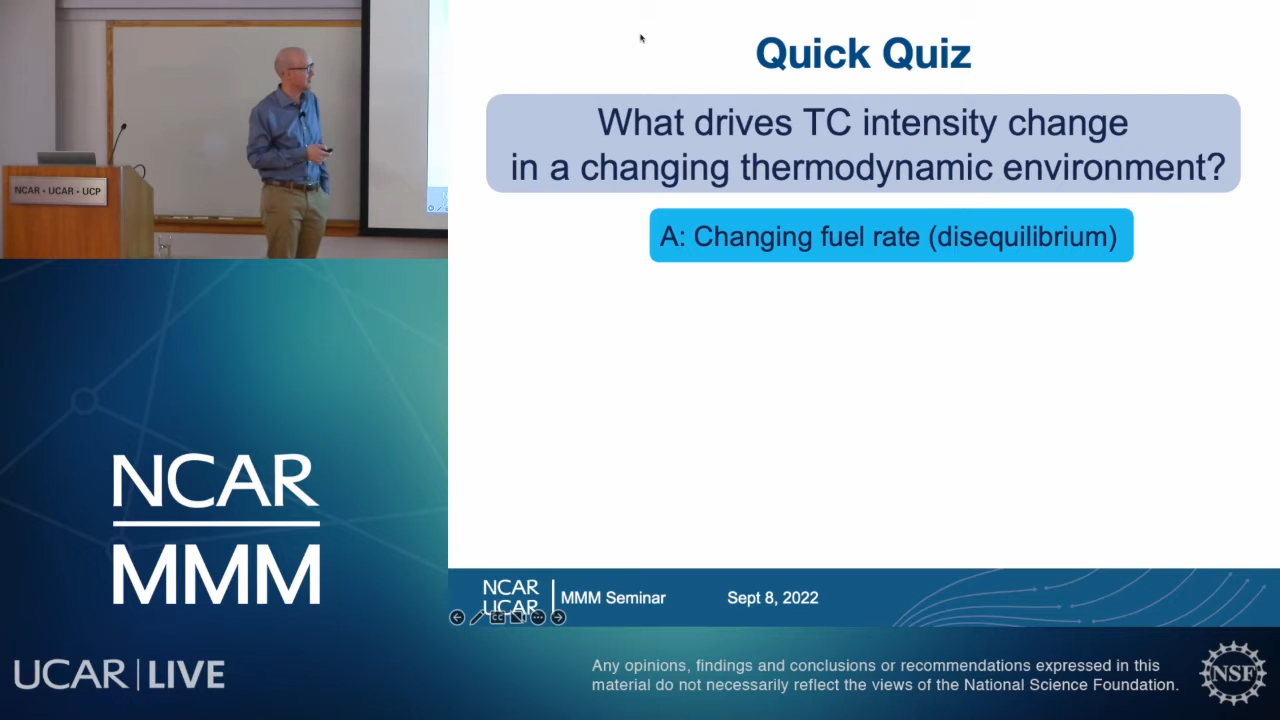 Quick Quiz
What drives TC intensity change
in a changing thermodynamic environment?
A: Changing fuel rate (disequilibrium)
NCAR • UCAR • UCP
NCAR
MMM
NCAR
UCAR
MMM Seminar
Sept 8, 2022
CC
UCAR | LIVE
Any opinions, findings and conclusions or recommendations expressed in this
material do not necessarily reflect the views of the National Science Foundation.
NSF